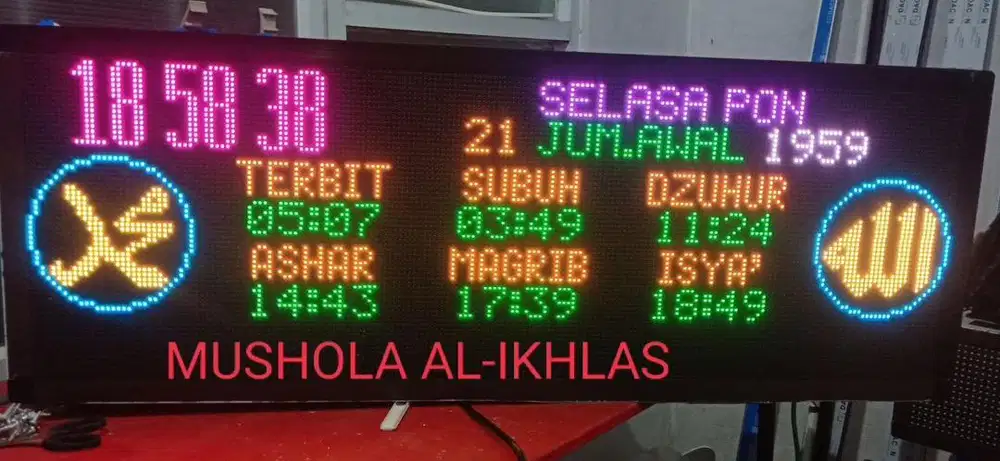 18 58 38
SELASA PON
21 JUM.AWAL 1959
TERBIT SUBUH DZUHUR
05:07 03:49 11:24
ASHAR MAGRIB ISYA'
14:43 17:39 18:49
الله
MUSHOLA AL-IKHLAS